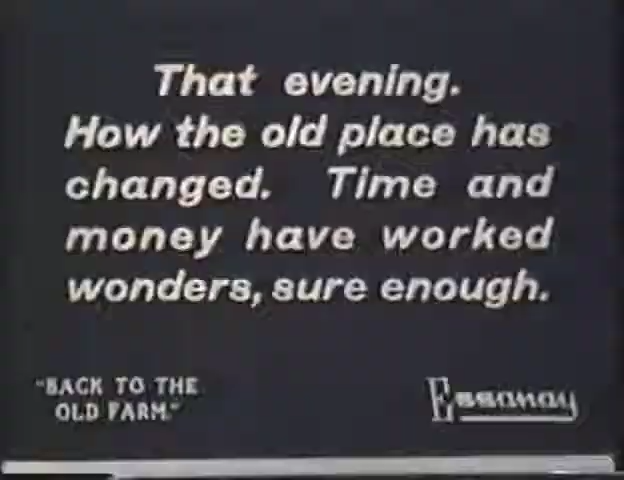 That evening.
How the old place has
changed. Time and
money have worked
wonders, sure enough.
"BACK TO THE
OLD FARM."
Essanay